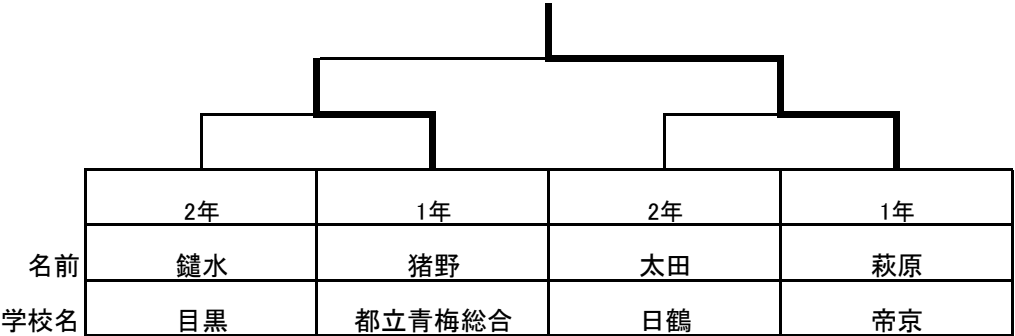 2年 1年 2年 1年
名前 鑓水 猪野 太田 萩原
学校名 目黒 都立青梅総合 日鶴 帝京